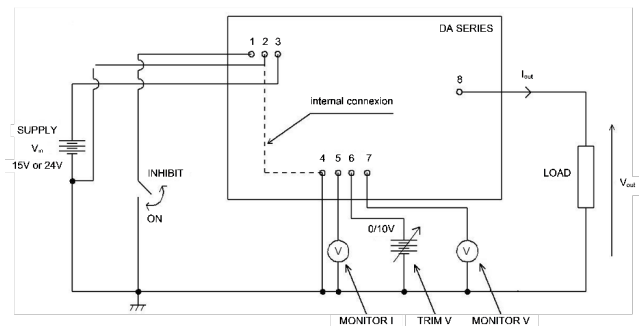 DA SERIES
1 2 3
8
I out
internal connexion
SUPPLY
Vin
15V or 24V
INHIBIT
ON
4 5 6 7
0/10V
LOAD
Vout
V
V
MONITOR I
TRIM V
MONITOR V